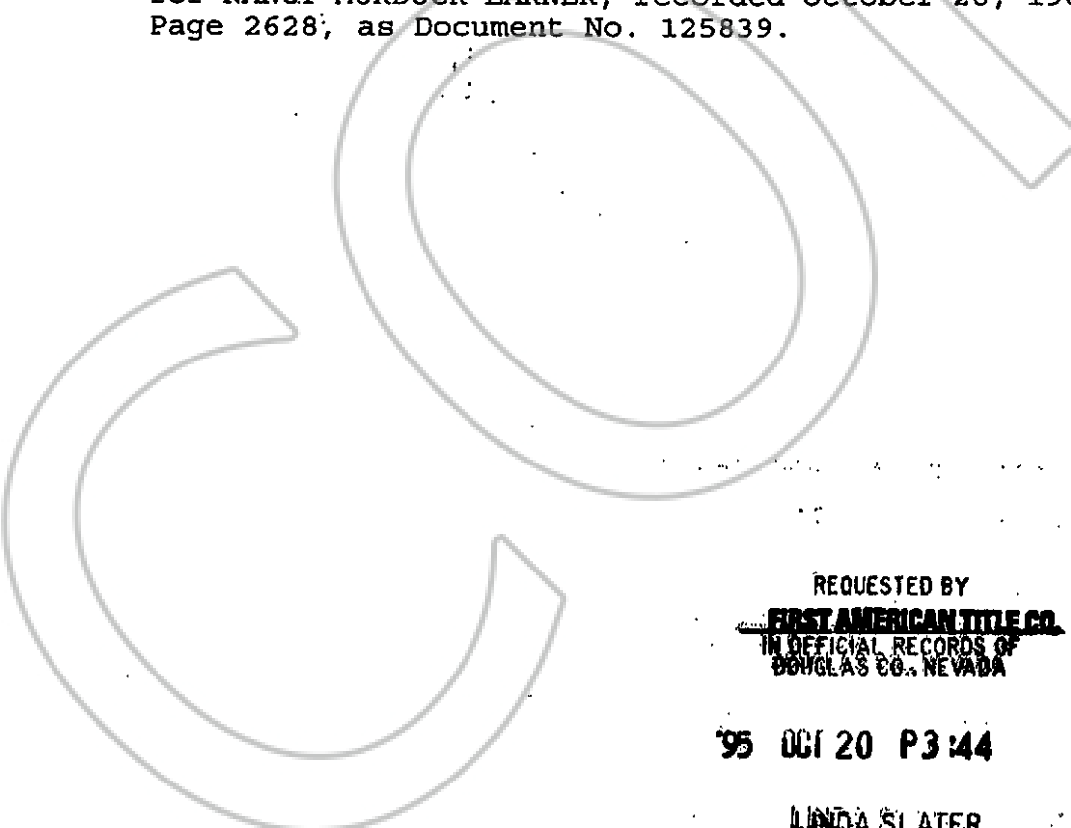 Page 2628, as Document No. 125839.
REQUESTED BY
FIRST AMERICAN TITLE CO.
IN OFFICIAL RECORDS OF
DOUGLAS CO., NEVADA
'95 OCT 20 P3:44
LINDA SLATER